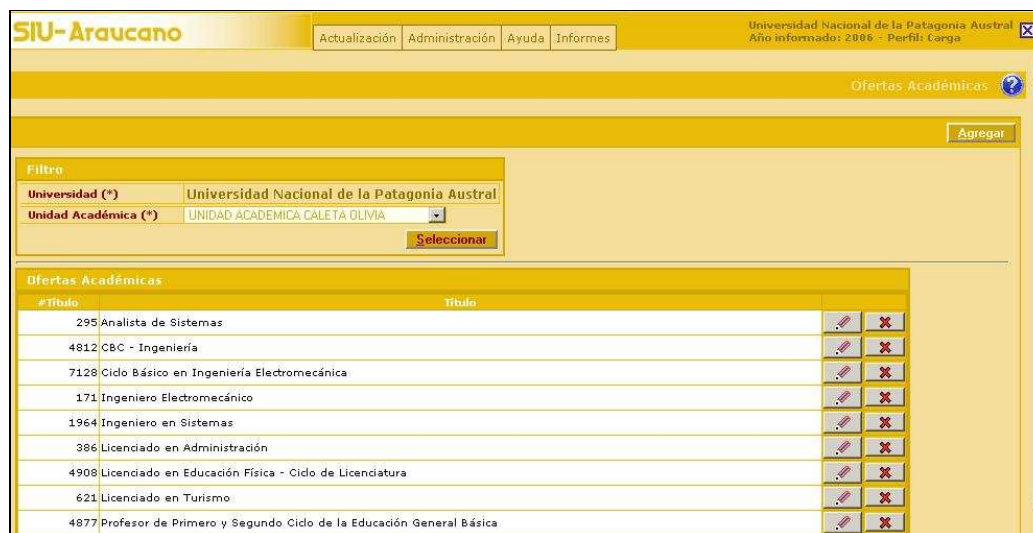 SIU-Araucano
Actualización Administración Ayuda Informes
Universidad Nacional de la Patagonia Austral
Año informado: 2006 - Perfil: Carga
Ofertas Académicas
Agregar
Filtro
Universidad (*) Universidad Nacional de la Patagonia Austral
Unidad Académica (*) UNIDAD ACADEMICA CALETA OLIVIA
Seleccionar
Ofertas Académicas
#Título Título
295 Analista de Sistemas
4812 CBC - Ingeniería
7128 Ciclo Básico en Ingeniería Electromecánica
171 Ingeniero Electromecánico
1964 Ingeniero en Sistemas
386 Licenciado en Administración
4908 Licenciado en Educación Física - Ciclo de Licenciatura
621 Licenciado en Turismo
4877 Profesor de Primero y Segundo Ciclo de la Educación General Básica